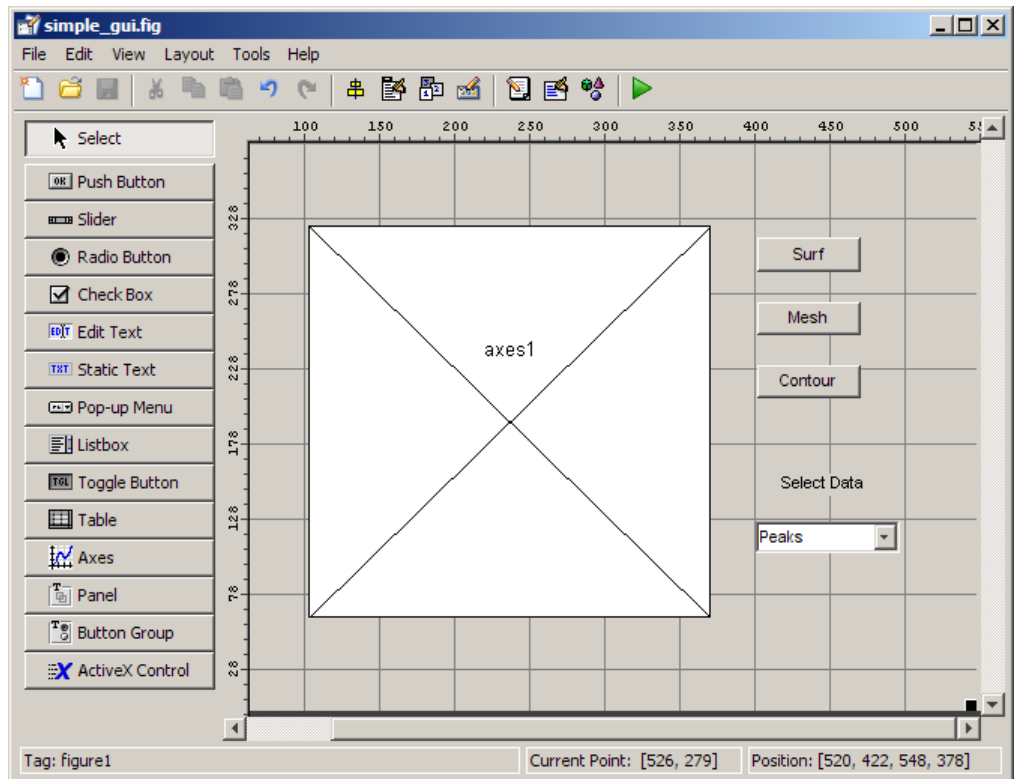 simple_gui.fig
File Edit View Layout Tools Help
Select
Push Button
Slider
Radio Button
Check Box
Edit Text
Static Text
Pop-up Menu
Listbox
Toggle Button
Table
Axes
Panel
Button Group
ActiveX Control
100 150 200 250 300 350 400 450 500
328
278
228
178
128
78
28
axes1
Surf
Mesh
Contour
Select Data
Peaks
Tag: figure1
Current Point: [526, 279]
Position: [520, 422, 548, 378]